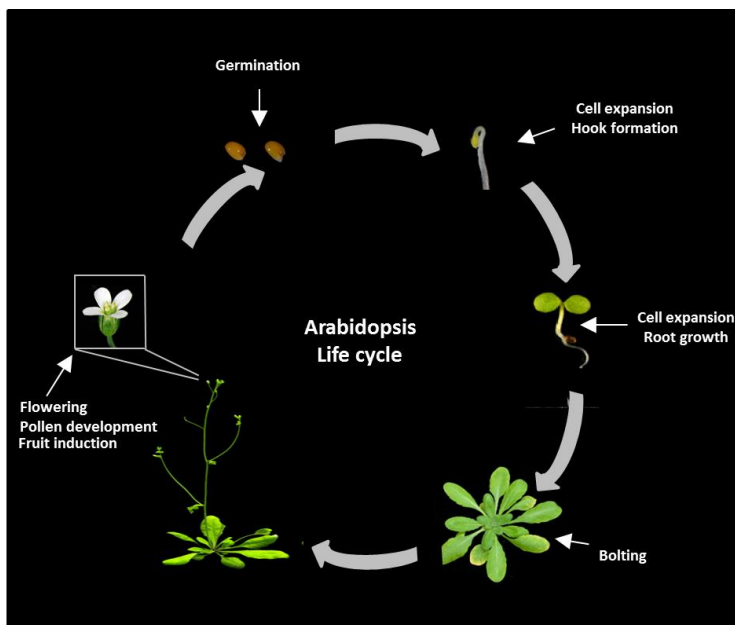 Germination
Cell expansion
Hook formation
Cell expansion
Root growth
Arabidopsis
Life cycle
Flowering
Pollen development
Fruit induction
Bolting